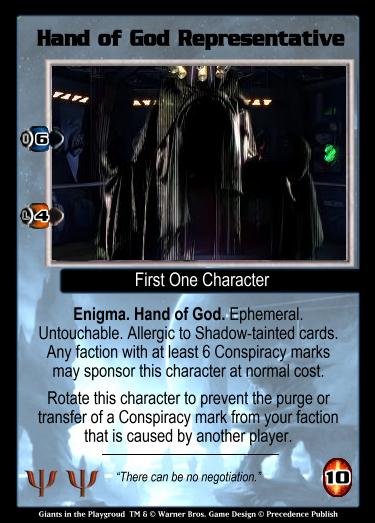 Hand of God Representative
6
4
First One Character
Enigma. Hand of God. Ephemeral.
Untouchable. Allergic to Shadow-tainted cards.
Any faction with at least 6 Conspiracy marks
may sponsor this character at normal cost.
Rotate this character to prevent the purge or
transfer of a Conspiracy mark from your faction
that is caused by another player.
"There can be no negotiation."
Ψ Ψ
10
Giants in the Playgroud TM & © Warner Bros. Game Design © Precedence Publish